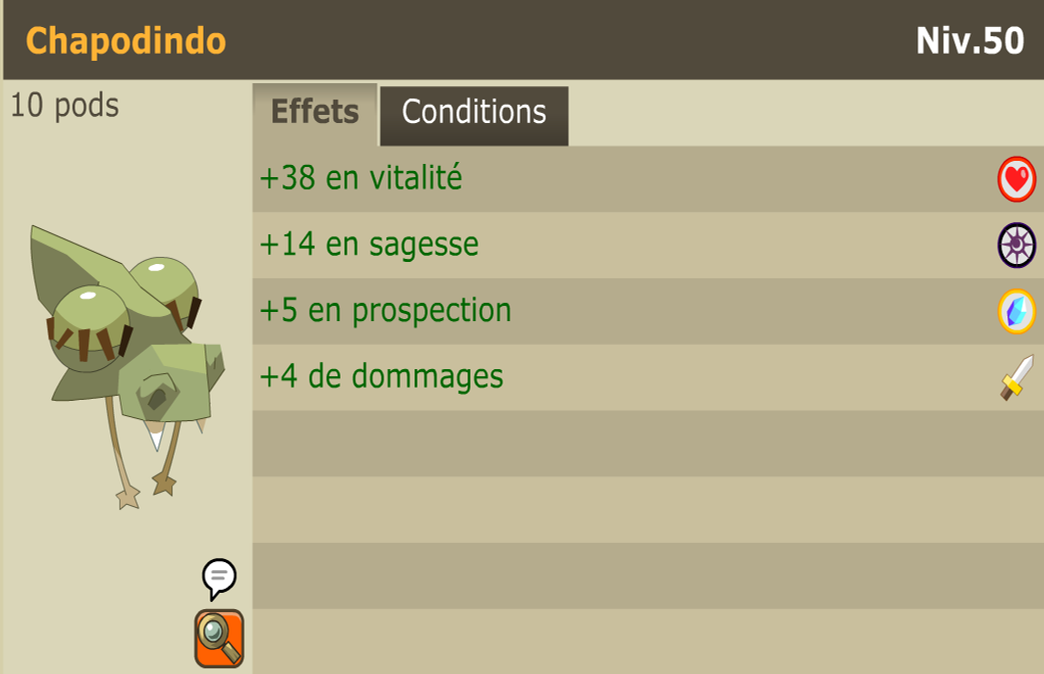 Chapodindo
Niv.50
10 pods
Effets
Conditions
+38 en vitalité
+14 en sagesse
+5 en prospection
+4 de dommages